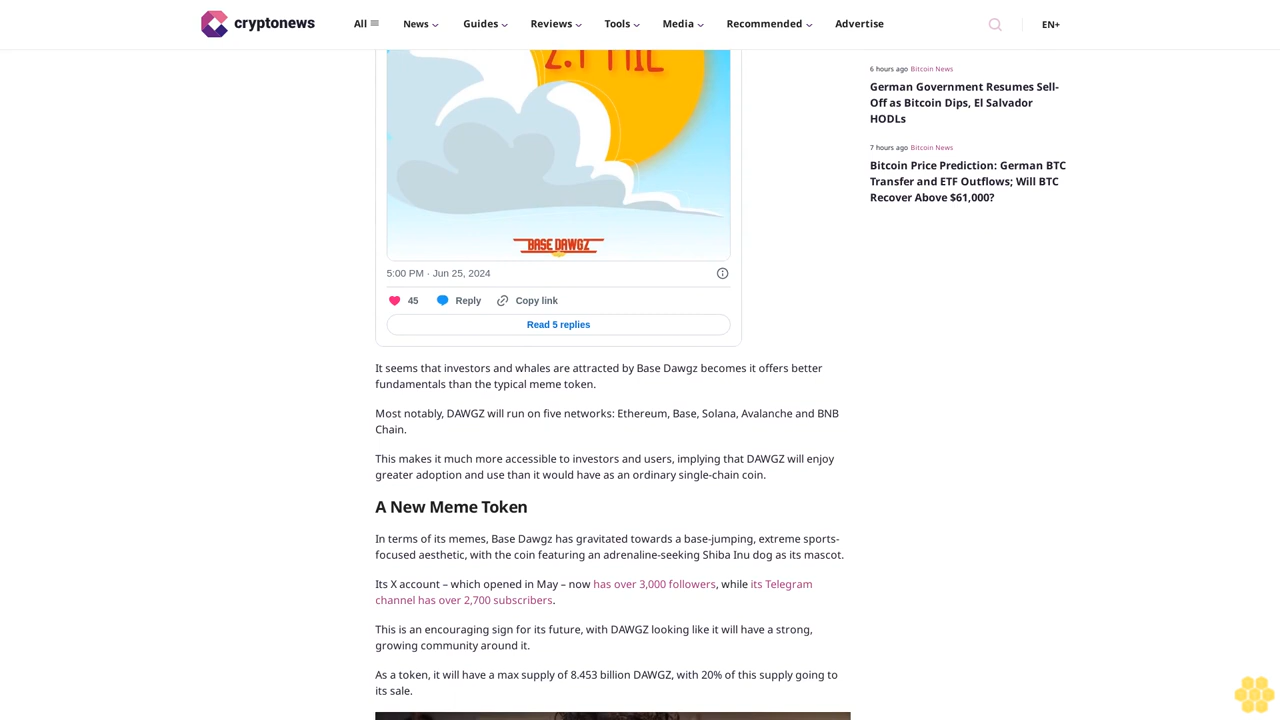 cryptonews
All
News
Guides
Reviews
Tools
Media
Recommended
Advertise
EN+
BASE DAWGZ
5:00 PM · Jun 25, 2024
45
Reply
Copy link
Read 5 replies
It seems that investors and whales are attracted by Base Dawgz becomes it offers better
fundamentals than the typical meme token.
Most notably, DAWGZ will run on five networks: Ethereum, Base, Solana, Avalanche and BNB
Chain.
This makes it much more accessible to investors and users, implying that DAWGZ will enjoy
greater adoption and use than it would have as an ordinary single-chain coin.
A New Meme Token
In terms of its memes, Base Dawgz has gravitated towards a base-jumping, extreme sports-
focused aesthetic, with the coin featuring an adrenaline-seeking Shiba Inu dog as its mascot.
Its X account – which opened in May – now has over 3,000 followers, while its Telegram
channel has over 2,700 subscribers.
This is an encouraging sign for its future, with DAWGZ looking like it will have a strong,
growing community around it.
As a token, it will have a max supply of 8.453 billion DAWGZ, with 20% of this supply going to
its sale.
6 hours ago Bitcoin News
German Government Resumes Sell-
Off as Bitcoin Dips, El Salvador
HODLs
7 hours ago Bitcoin News
Bitcoin Price Prediction: German BTC
Transfer and ETF Outflows; Will BTC
Recover Above $61,000?